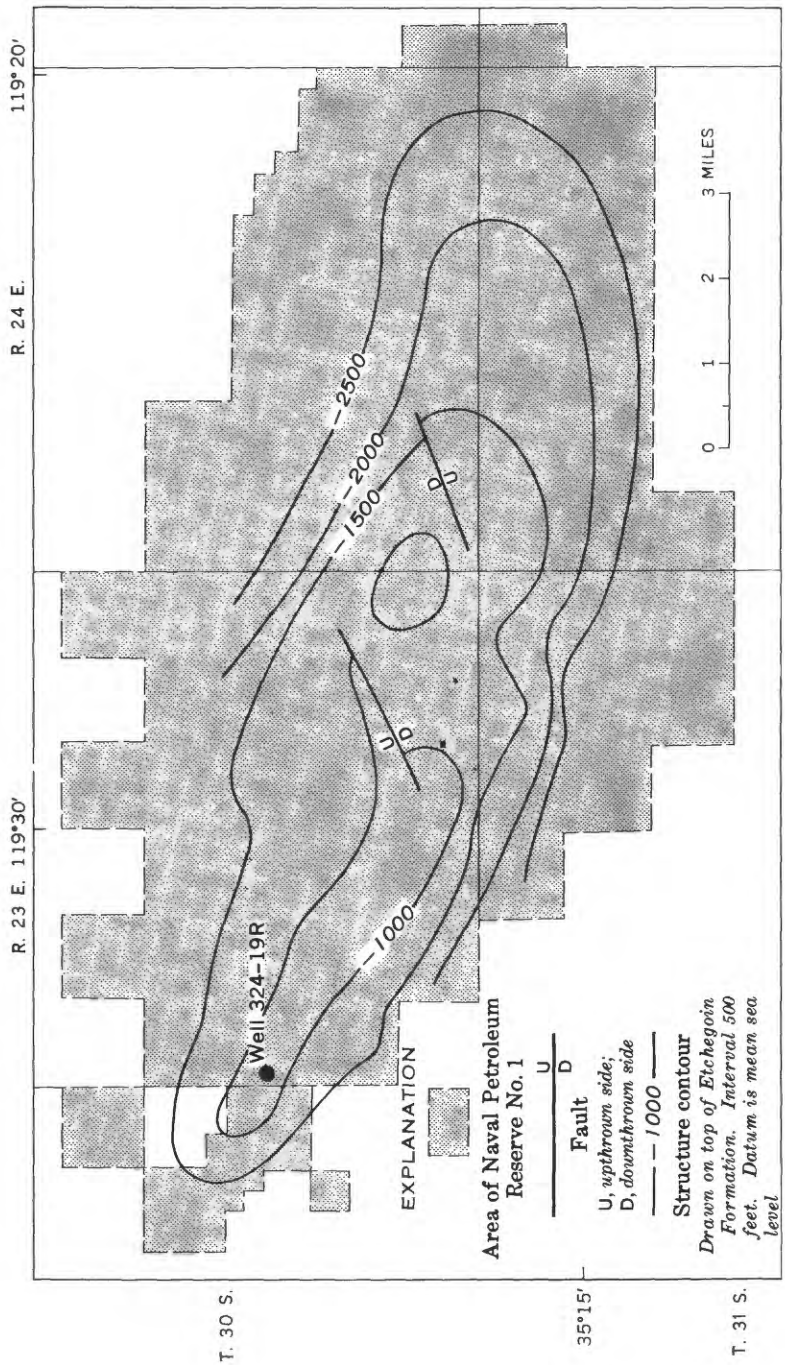 R. 23 E.
119°30'
R. 24 E.
119°20'
T. 30 S.
35°15'
T. 31 S.
-2500
-2000
-1500
D
U
U
D
-1000
Well 324-19R
0 1 2 3 MILES
EXPLANATION
Area of Naval Petroleum
Reserve No. 1
U
D
Fault
U, upthrown side;
D, downthrown side
-1000
Structure contour
Drawn on top of Etchegoin
Formation. Interval 500
feet. Datum is mean sea
level